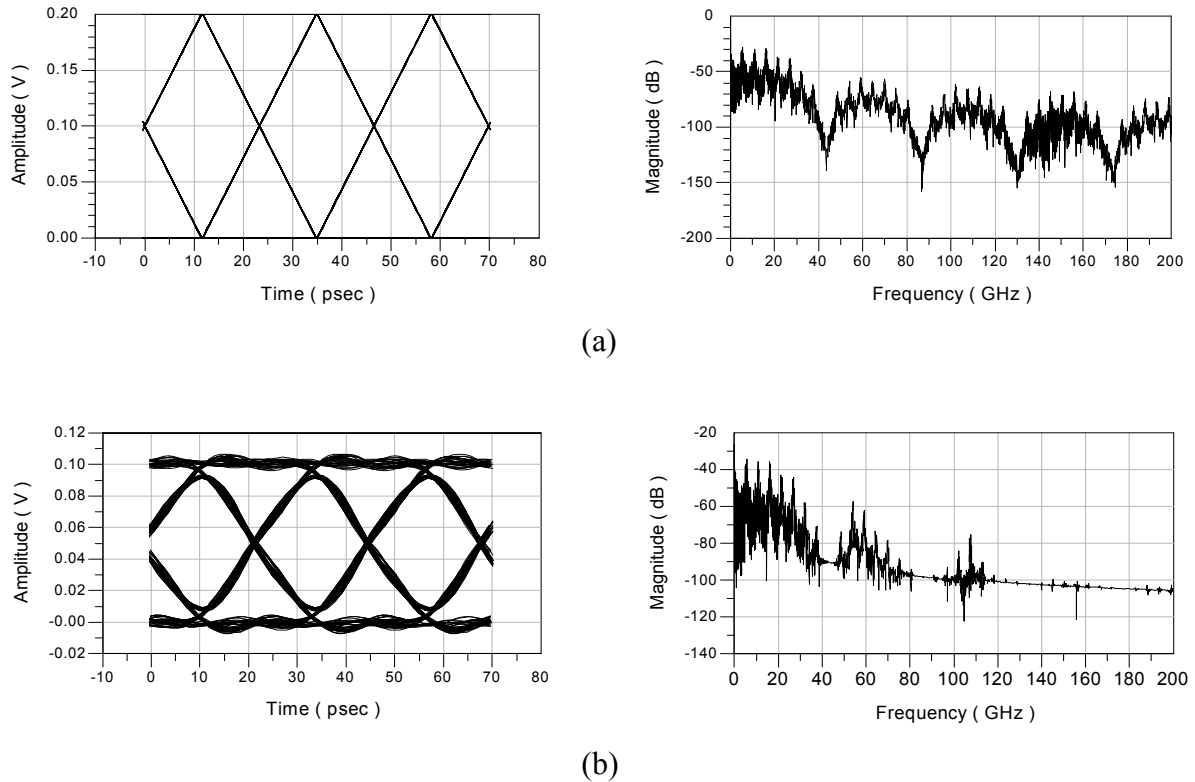 0.20
0.15
0.10
0.05
0.00
Amplitude ( V )
-10 0 10 20 30 40 50 60 70 80
Time ( psec )
0
-50
-100
-150
-200
Magnitude ( dB )
0 20 40 60 80 100 120 140 160 180 200
Frequency ( GHz )
(a)
0.12
0.10
0.08
0.06
0.04
0.02
-0.00
-0.02
Amplitude ( V )
-10 0 10 20 30 40 50 60 70 80
Time ( psec )
-20
-40
-60
-80
-100
-120
-140
Magnitude ( dB )
0 20 40 60 80 100 120 140 160 180 200
Frequency ( GHz )
(b)